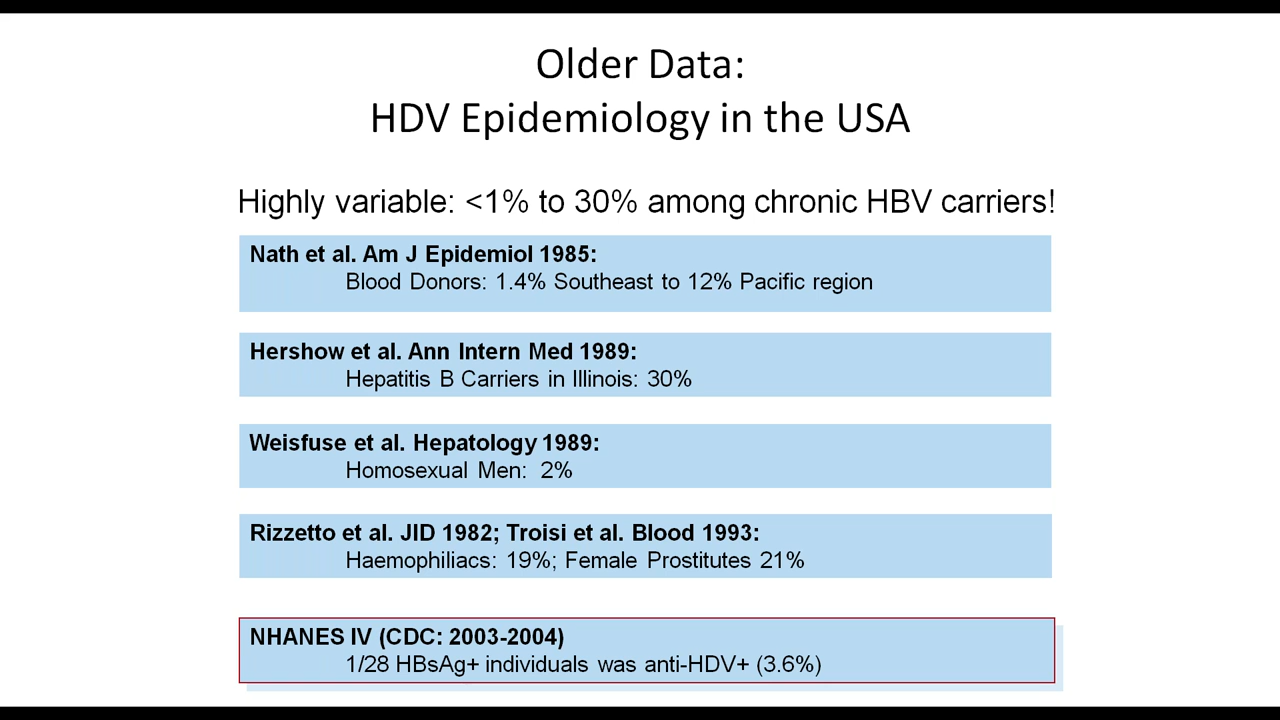 Older Data:
HDV Epidemiology in the USA
Highly variable: <1% to 30% among chronic HBV carriers!
Nath et al. Am J Epidemiol 1985:
Blood Donors: 1.4% Southeast to 12% Pacific region
Hershow et al. Ann Intern Med 1989:
Hepatitis B Carriers in Illinois: 30%
Weisfuse et al. Hepatology 1989:
Homosexual Men: 2%
Rizzetto et al. JID 1982; Troisi et al. Blood 1993:
Haemophiliacs: 19%; Female Prostitutes 21%
NHANES IV (CDC: 2003-2004)
1/28 HBsAg+ individuals was anti-HDV+ (3.6%)